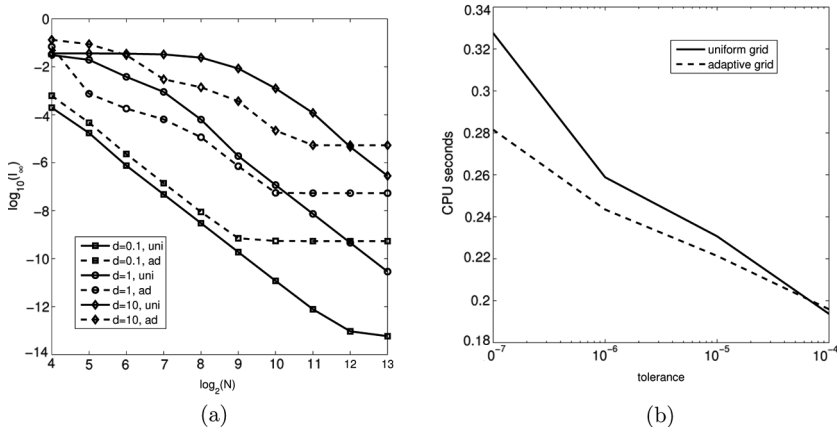 0
−2
−4
−6
−8
−10
−12
−14
log₁₀(l∞)
d=0.1, uni
d=0.1, ad
d=1, uni
d=1, ad
d=10, uni
d=10, ad
4 5 6 7 8 9 10 11 12 13
log₂(N)
(a)
0.34
0.32
0.3
0.28
0.26
0.24
0.22
0.2
0.18
CPU seconds
uniform grid
adaptive grid
10⁻⁷ 10⁻⁶ 10⁻⁵ 10⁻⁴
tolerance
(b)